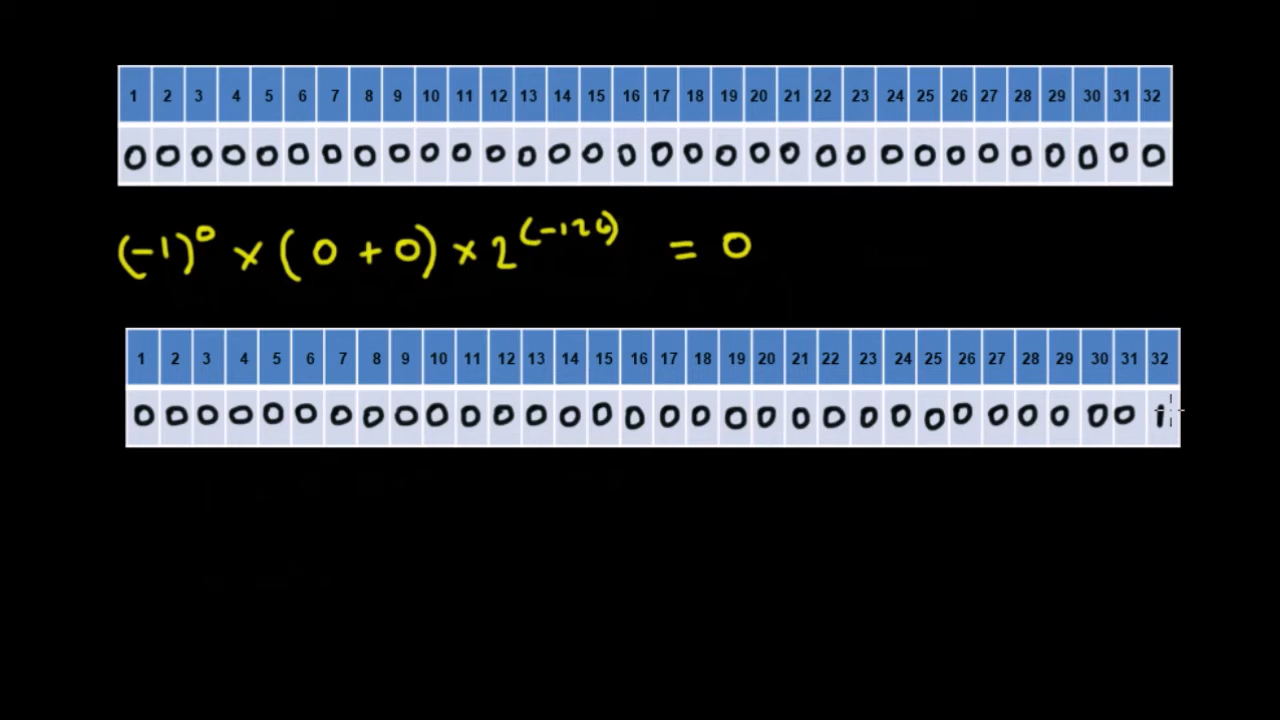 1 2 3 4 5 6 7 8 9 10 11 12 13 14 15 16 17 18 19 20 21 22 23 24 25 26 27 28 29 30 31 32
0 0 0 0 0 0 0 0 0 0 0 0 0 0 0 0 0 0 0 0 0 0 0 0 0 0 0 0 0 0 0 0
(-1)⁰ × (0 + 0) × 2⁽⁻¹²⁶⁾ = 0
1 2 3 4 5 6 7 8 9 10 11 12 13 14 15 16 17 18 19 20 21 22 23 24 25 26 27 28 29 30 31 32
0 0 0 0 0 0 0 0 0 0 0 0 0 0 0 0 0 0 0 0 0 0 0 0 0 0 0 0 0 0 0 1